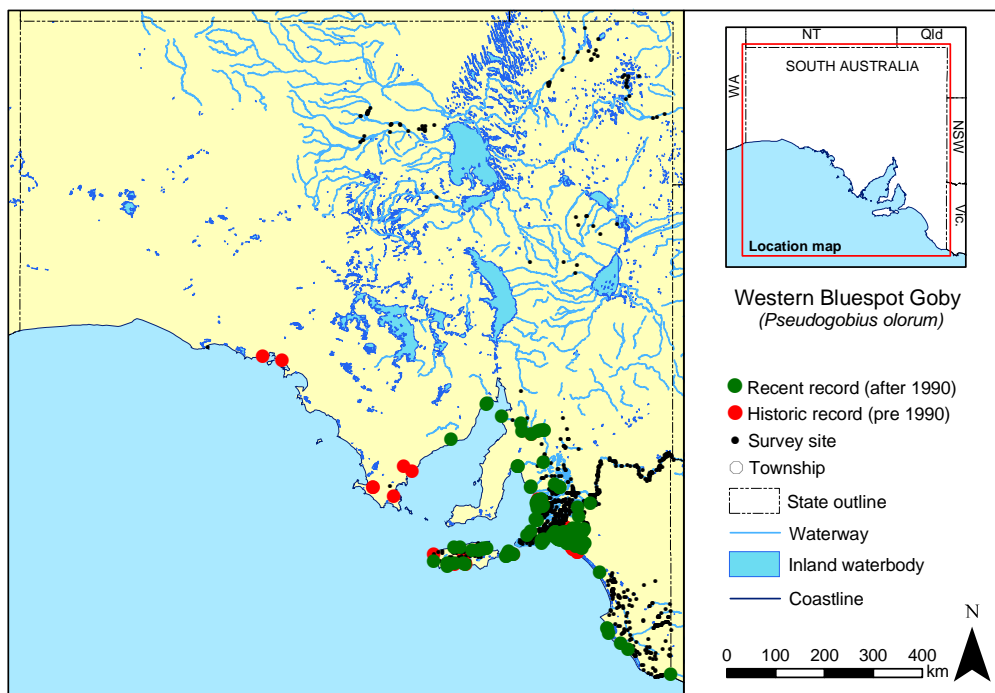 NT
Qld
SOUTH AUSTRALIA
WA
NSW
Vic.
Location map
Western Bluespot Goby
(Pseudogobius olorum)
Recent record (after 1990)
Historic record (pre 1990)
Survey site
Township
State outline
Waterway
Inland waterbody
Coastline
N
0 100 200 300 400
km